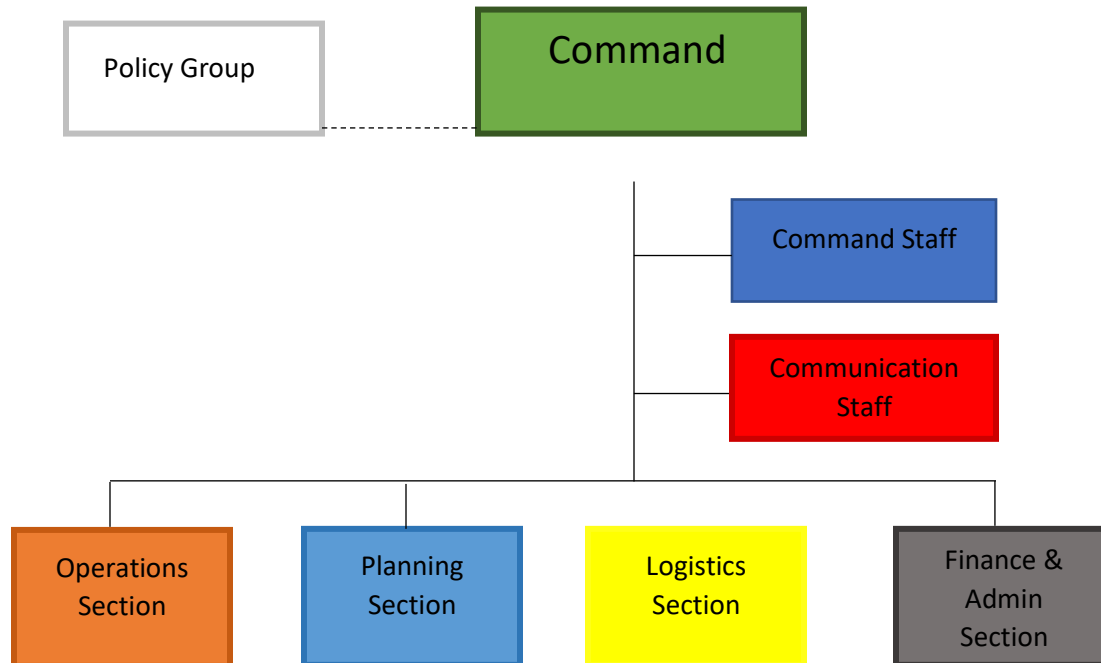 Policy Group
Command
Command Staff
Communication
Staff
Operations
Section
Planning
Section
Logistics
Section
Finance &
Admin
Section